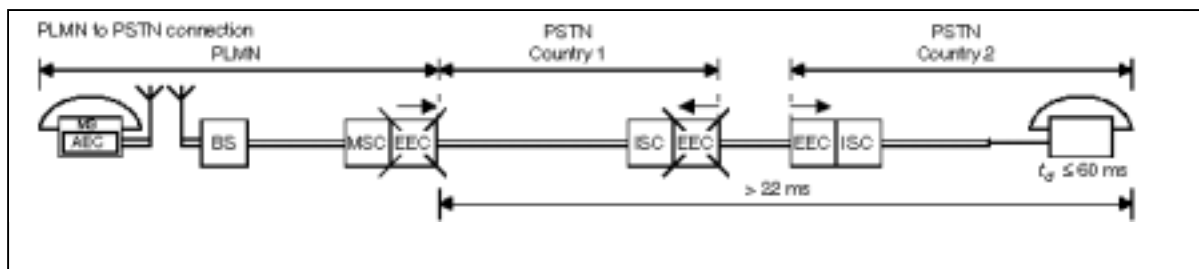 PLMN to PSTN connection
PLMN
PSTN
Country 1
PSTN
Country 2
MS
AEC
BS
MSC EEC
ISC EEC
EEC ISC
t_d ≤ 60 ms
> 22 ms